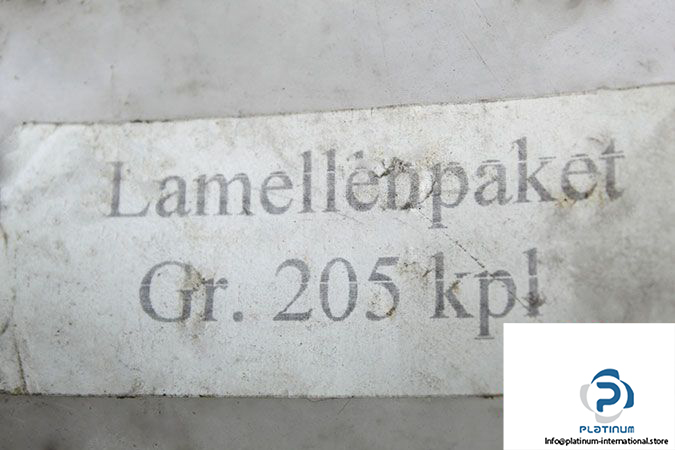 Lamellenpaket
Gr. 205 kpl
PLATINUM
Info@platinum-international.store